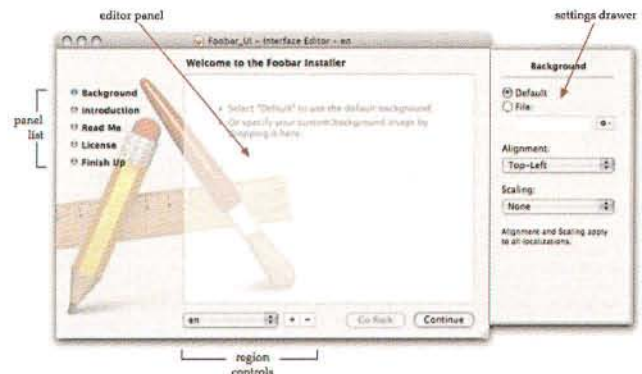 editor panel
settings drawer
Foobar_UI - Interface Editor - en
Welcome to the Foobar Installer
Background
Introduction
Read Me
License
Finish Up
panel
list
• Select "Default" to use the default background.
• Or specify your custom background image by
dropping it here.
Background
Default
File:
Alignment:
Top-Left
Scaling:
None
Alignment and Scaling apply
to all localizations.
en
+ -
Go Back
Continue
region
controls